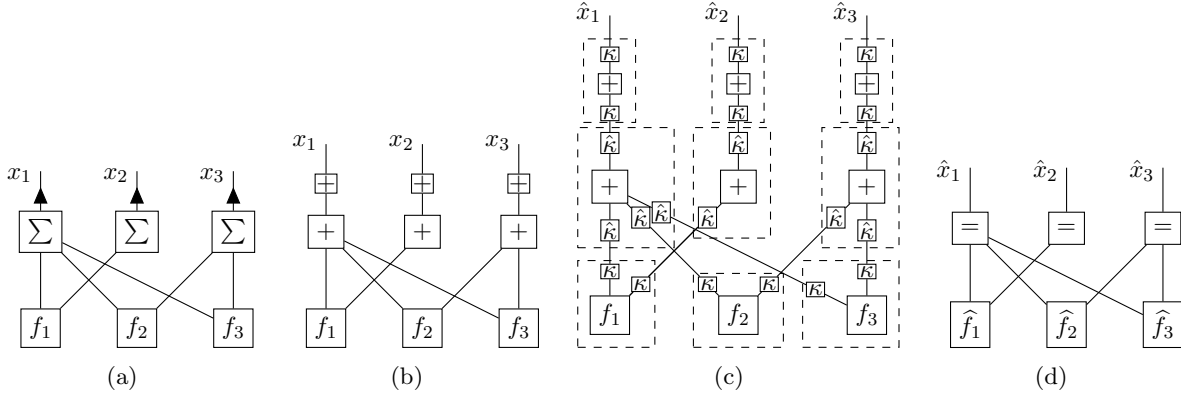 x̂₁ x̂₂ x̂₃
κ κ κ
+ + +
κ κ κ
x₁ x₂ x₃ κ̂ κ̂ κ̂
x₁ x₂ x₃ + + + x̂₁ x̂₂ x̂₃
+ + + + + +
Σ Σ Σ + + + κ̂ κ̂ κ̂ κ̂ κ̂ κ̂ = = =
κ κ κ κ κ κ
f₁ f₂ f₃ f₁ f₂ f₃ f₁ f₂ f₃ f̂₁ f̂₂ f̂₃
(a) (b) (c) (d)